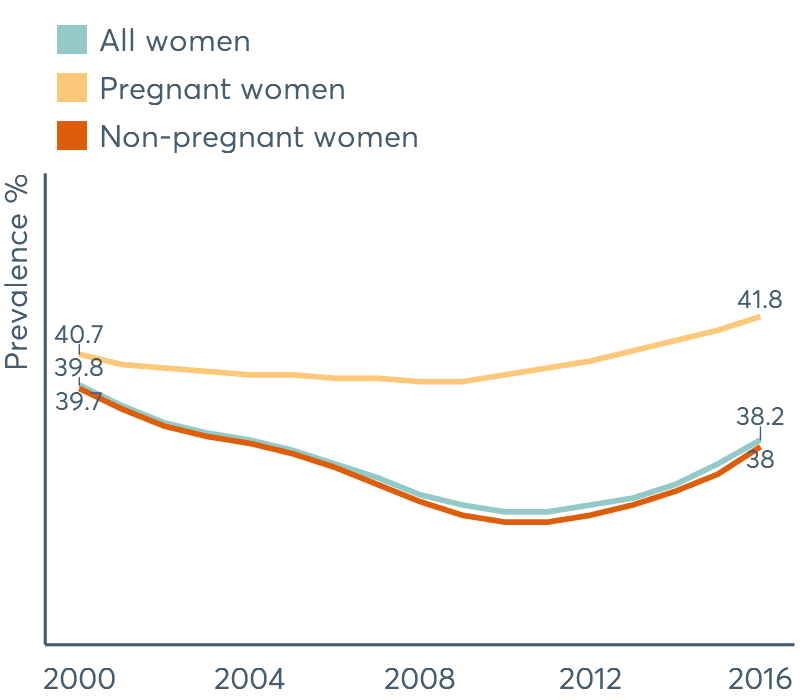 All women
Pregnant women
Non-pregnant women
Prevalence %
40.7
39.8
39.7
41.8
38.2
38
2000 2004 2008 2012 2016